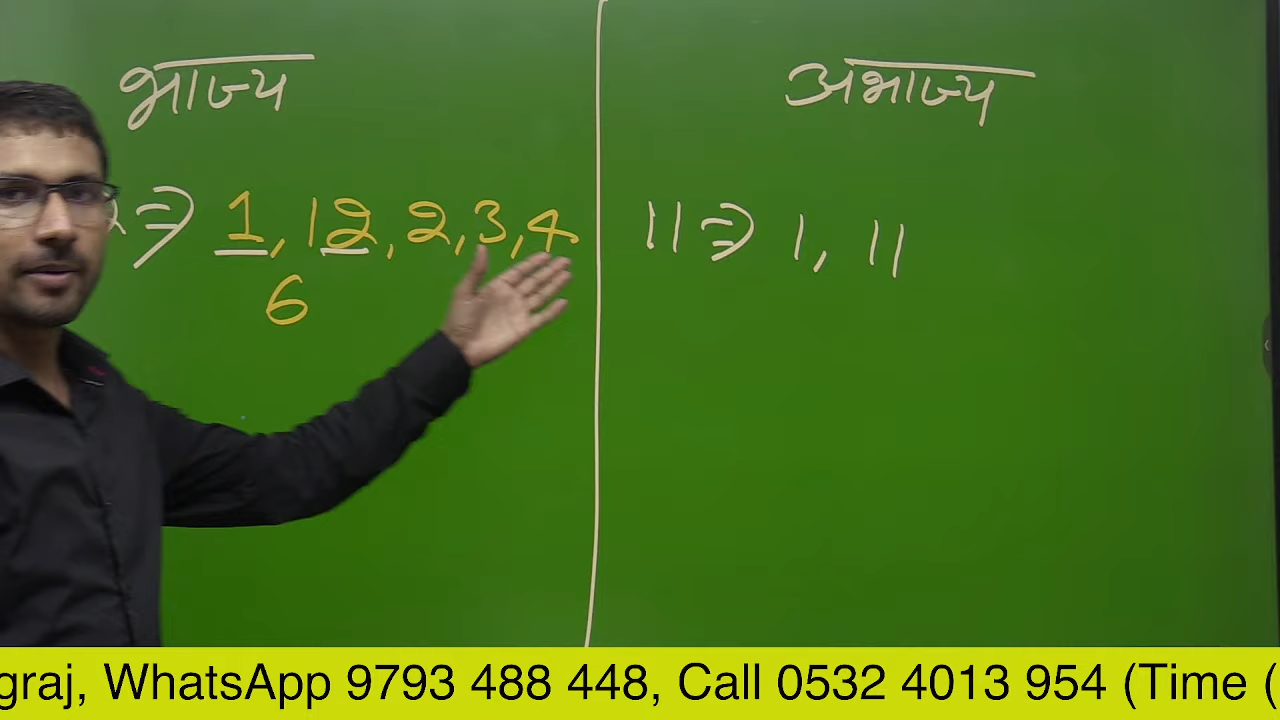 भाज्य
अभाज्य
2 ⇒ 1, 12, 2, 3, 4
6
11 ⇒ 1, 11
graj, WhatsApp 9793 488 448, Call 0532 4013 954 (Time (